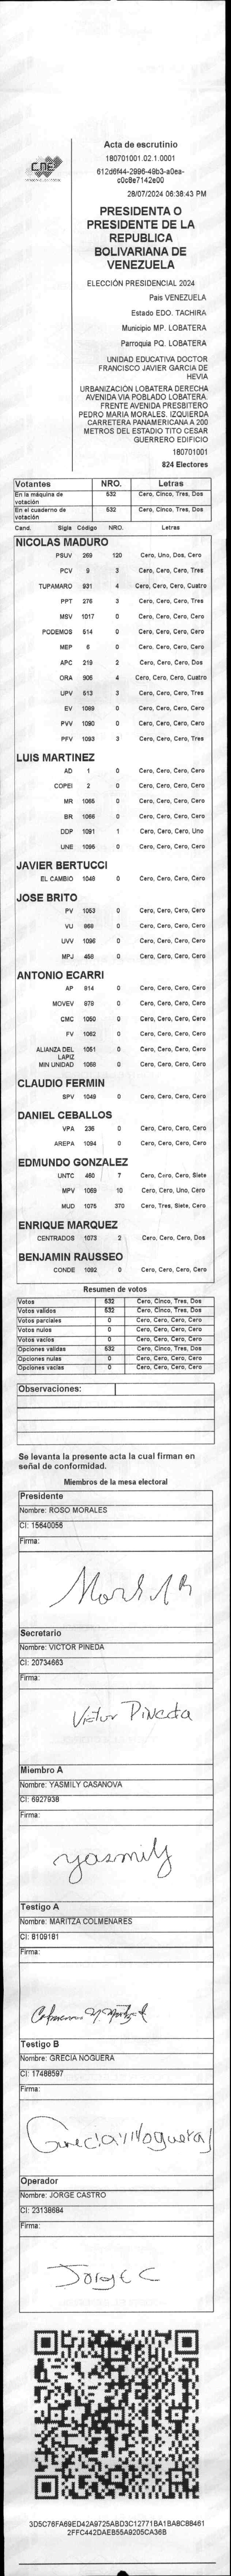 CNE
Acta de escrutinio
180701001.02.1.0001
612d6f44-2996-49b3-a0ea-
c0c8e7142e00
28/07/2024 06:38:43 PM
PRESIDENTA O
PRESIDENTE DE LA
REPUBLICA
BOLIVARIANA DE
VENEZUELA
ELECCIÓN PRESIDENCIAL 2024
Pais VENEZUELA
Estado EDO. TACHIRA
Municipio MP. LOBATERA
Parroquia PQ. LOBATERA
UNIDAD EDUCATIVA DOCTOR
FRANCISCO JAVIER GARCIA DE
HEVIA
URBANIZACIÓN LOBATERA DERECHA
AVENIDA VIA POBLADO LOBATERA.
FRENTE AVENIDA PRESBITERO
PEDRO MARIA MORALES. IZQUIERDA
CARRETERA PANAMERICANA A 200
METROS DEL ESTADIO TITO CESAR
GUERRERO EDIFICIO
180701001
824 Electores
Votantes NRO. Letras
En la máquina de votación 532 Cero, Cinco, Tres, Dos
En el cuaderno de votación 532 Cero, Cinco, Tres, Dos
Cand. Sigla Código NRO. Letras
NICOLAS MADURO
PSUV 269 120 Cero, Uno, Dos, Cero
PCV 9 3 Cero, Cero, Cero, Tres
TUPAMARO 931 4 Cero, Cero, Cero, Cuatro
PPT 276 3 Cero, Cero, Cero, Tres
MSV 1017 0 Cero, Cero, Cero, Cero
PODEMOS 514 0 Cero, Cero, Cero, Cero
MEP 6 0 Cero, Cero, Cero, Cero
APC 219 2 Cero, Cero, Cero, Dos
ORA 906 4 Cero, Cero, Cero, Cuatro
UPV 513 3 Cero, Cero, Cero, Tres
EV 1089 0 Cero, Cero, Cero, Cero
PVV 1090 0 Cero, Cero, Cero, Cero
PFV 1093 3 Cero, Cero, Cero, Tres
LUIS MARTINEZ
AD 1 0 Cero, Cero, Cero, Cero
COPEI 2 0 Cero, Cero, Cero, Cero
MR 1065 0 Cero, Cero, Cero, Cero
BR 1066 0 Cero, Cero, Cero, Cero
DDP 1091 1 Cero, Cero, Cero, Uno
UNE 1095 0 Cero, Cero, Cero, Cero
JAVIER BERTUCCI
EL CAMBIO 1048 0 Cero, Cero, Cero, Cero
JOSE BRITO
PV 1053 0 Cero, Cero, Cero, Cero
VU 868 0 Cero, Cero, Cero, Cero
UVV 1096 0 Cero, Cero, Cero, Cero
MPJ 458 0 Cero, Cero, Cero, Cero
ANTONIO ECARRI
AP 814 0 Cero, Cero, Cero, Cero
MOVEV 879 0 Cero, Cero, Cero, Cero
CMC 1050 0 Cero, Cero, Cero, Cero
FV 1062 0 Cero, Cero, Cero, Cero
ALIANZA DEL LAPIZ 1051 0 Cero, Cero, Cero, Cero
MIN UNIDAD 1068 0 Cero, Cero, Cero, Cero
CLAUDIO FERMIN
SPV 1049 0 Cero, Cero, Cero, Cero
DANIEL CEBALLOS
VPA 236 0 Cero, Cero, Cero, Cero
AREPA 1094 0 Cero, Cero, Cero, Cero
EDMUNDO GONZALEZ
UNTC 460 7 Cero, Cero, Cero, Siete
MPV 1069 10 Cero, Cero, Uno, Cero
MUD 1075 370 Cero, Tres, Siete, Cero
ENRIQUE MARQUEZ
CENTRADOS 1073 2 Cero, Cero, Cero, Dos
BENJAMIN RAUSSEO
CONDE 1092 0 Cero, Cero, Cero, Cero
Resumen de votos
Votos 532 Cero, Cinco, Tres, Dos
Votos validos 532 Cero, Cinco, Tres, Dos
Votos parciales 0 Cero, Cero, Cero, Cero
Votos nulos 0 Cero, Cero, Cero, Cero
Votos vacios 0 Cero, Cero, Cero, Cero
Opciones validas 532 Cero, Cinco, Tres, Dos
Opciones nulas 0 Cero, Cero, Cero, Cero
Opciones vacias 0 Cero, Cero, Cero, Cero
Observaciones:
Se levanta la presente acta la cual firman en
señal de conformidad.
Miembros de la mesa electoral
Presidente
Nombre: ROSO MORALES
CI: 15640056
Firma:
Secretario
Nombre: VICTOR PINEDA
CI: 20734663
Firma:
Victor Pineda
Miembro A
Nombre: YASMILY CASANOVA
CI: 6927938
Firma:
yasmily
Testigo A
Nombre: MARITZA COLMENARES
CI: 8109181
Firma:
Testigo B
Nombre: GRECIA NOGUERA
CI: 17486597
Firma:
Operador
Nombre: JORGE CASTRO
CI: 23138684
Firma:
Jorge C
3D5C76FA69ED42A9725ABD3C12771BA1BA8C88461
2FFC442DAEB55A9205CA36B